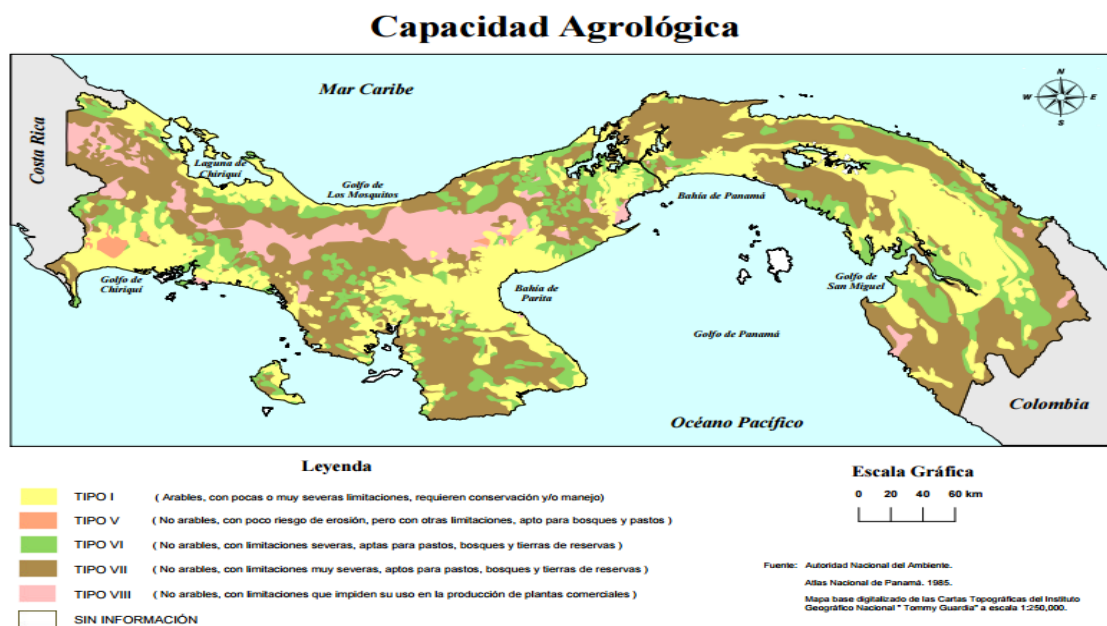 Capacidad Agrológica
Mar Caribe
N
W E
S
Costa Rica
Laguna de
Chiriquí
Golfo de
Los Mosquitos
Bahía de Panamá
Golfo de
Chiriquí
Bahía de
Parita
Golfo de
San Miguel
Golfo de Panamá
Colombia
Océano Pacífico
Leyenda
TIPO I ( Arables, con pocas o muy severas limitaciones, requieren conservación y/o manejo)
TIPO V ( No arables, con poco riesgo de erosión, pero con otras limitaciones, apto para bosques y pastos )
TIPO VI ( No arables, con limitaciones severas, aptas para pastos, bosques y tierras de reservas )
TIPO VII ( No arables, con limitaciones muy severas, aptos para pastos, bosques y tierras de reservas )
TIPO VIII ( No arables, con limitaciones que impiden su uso en la producción de plantas comerciales )
SIN INFORMACIÓN
Escala Gráfica
0 20 40 60 km
Fuente: Autoridad Nacional del Ambiente.
Atlas Nacional de Panamá. 1985.
Mapa base digitalizado de las Cartas Topográficas del Instituto
Geográfico Nacional " Tommy Guardia" a escala 1:250,000.